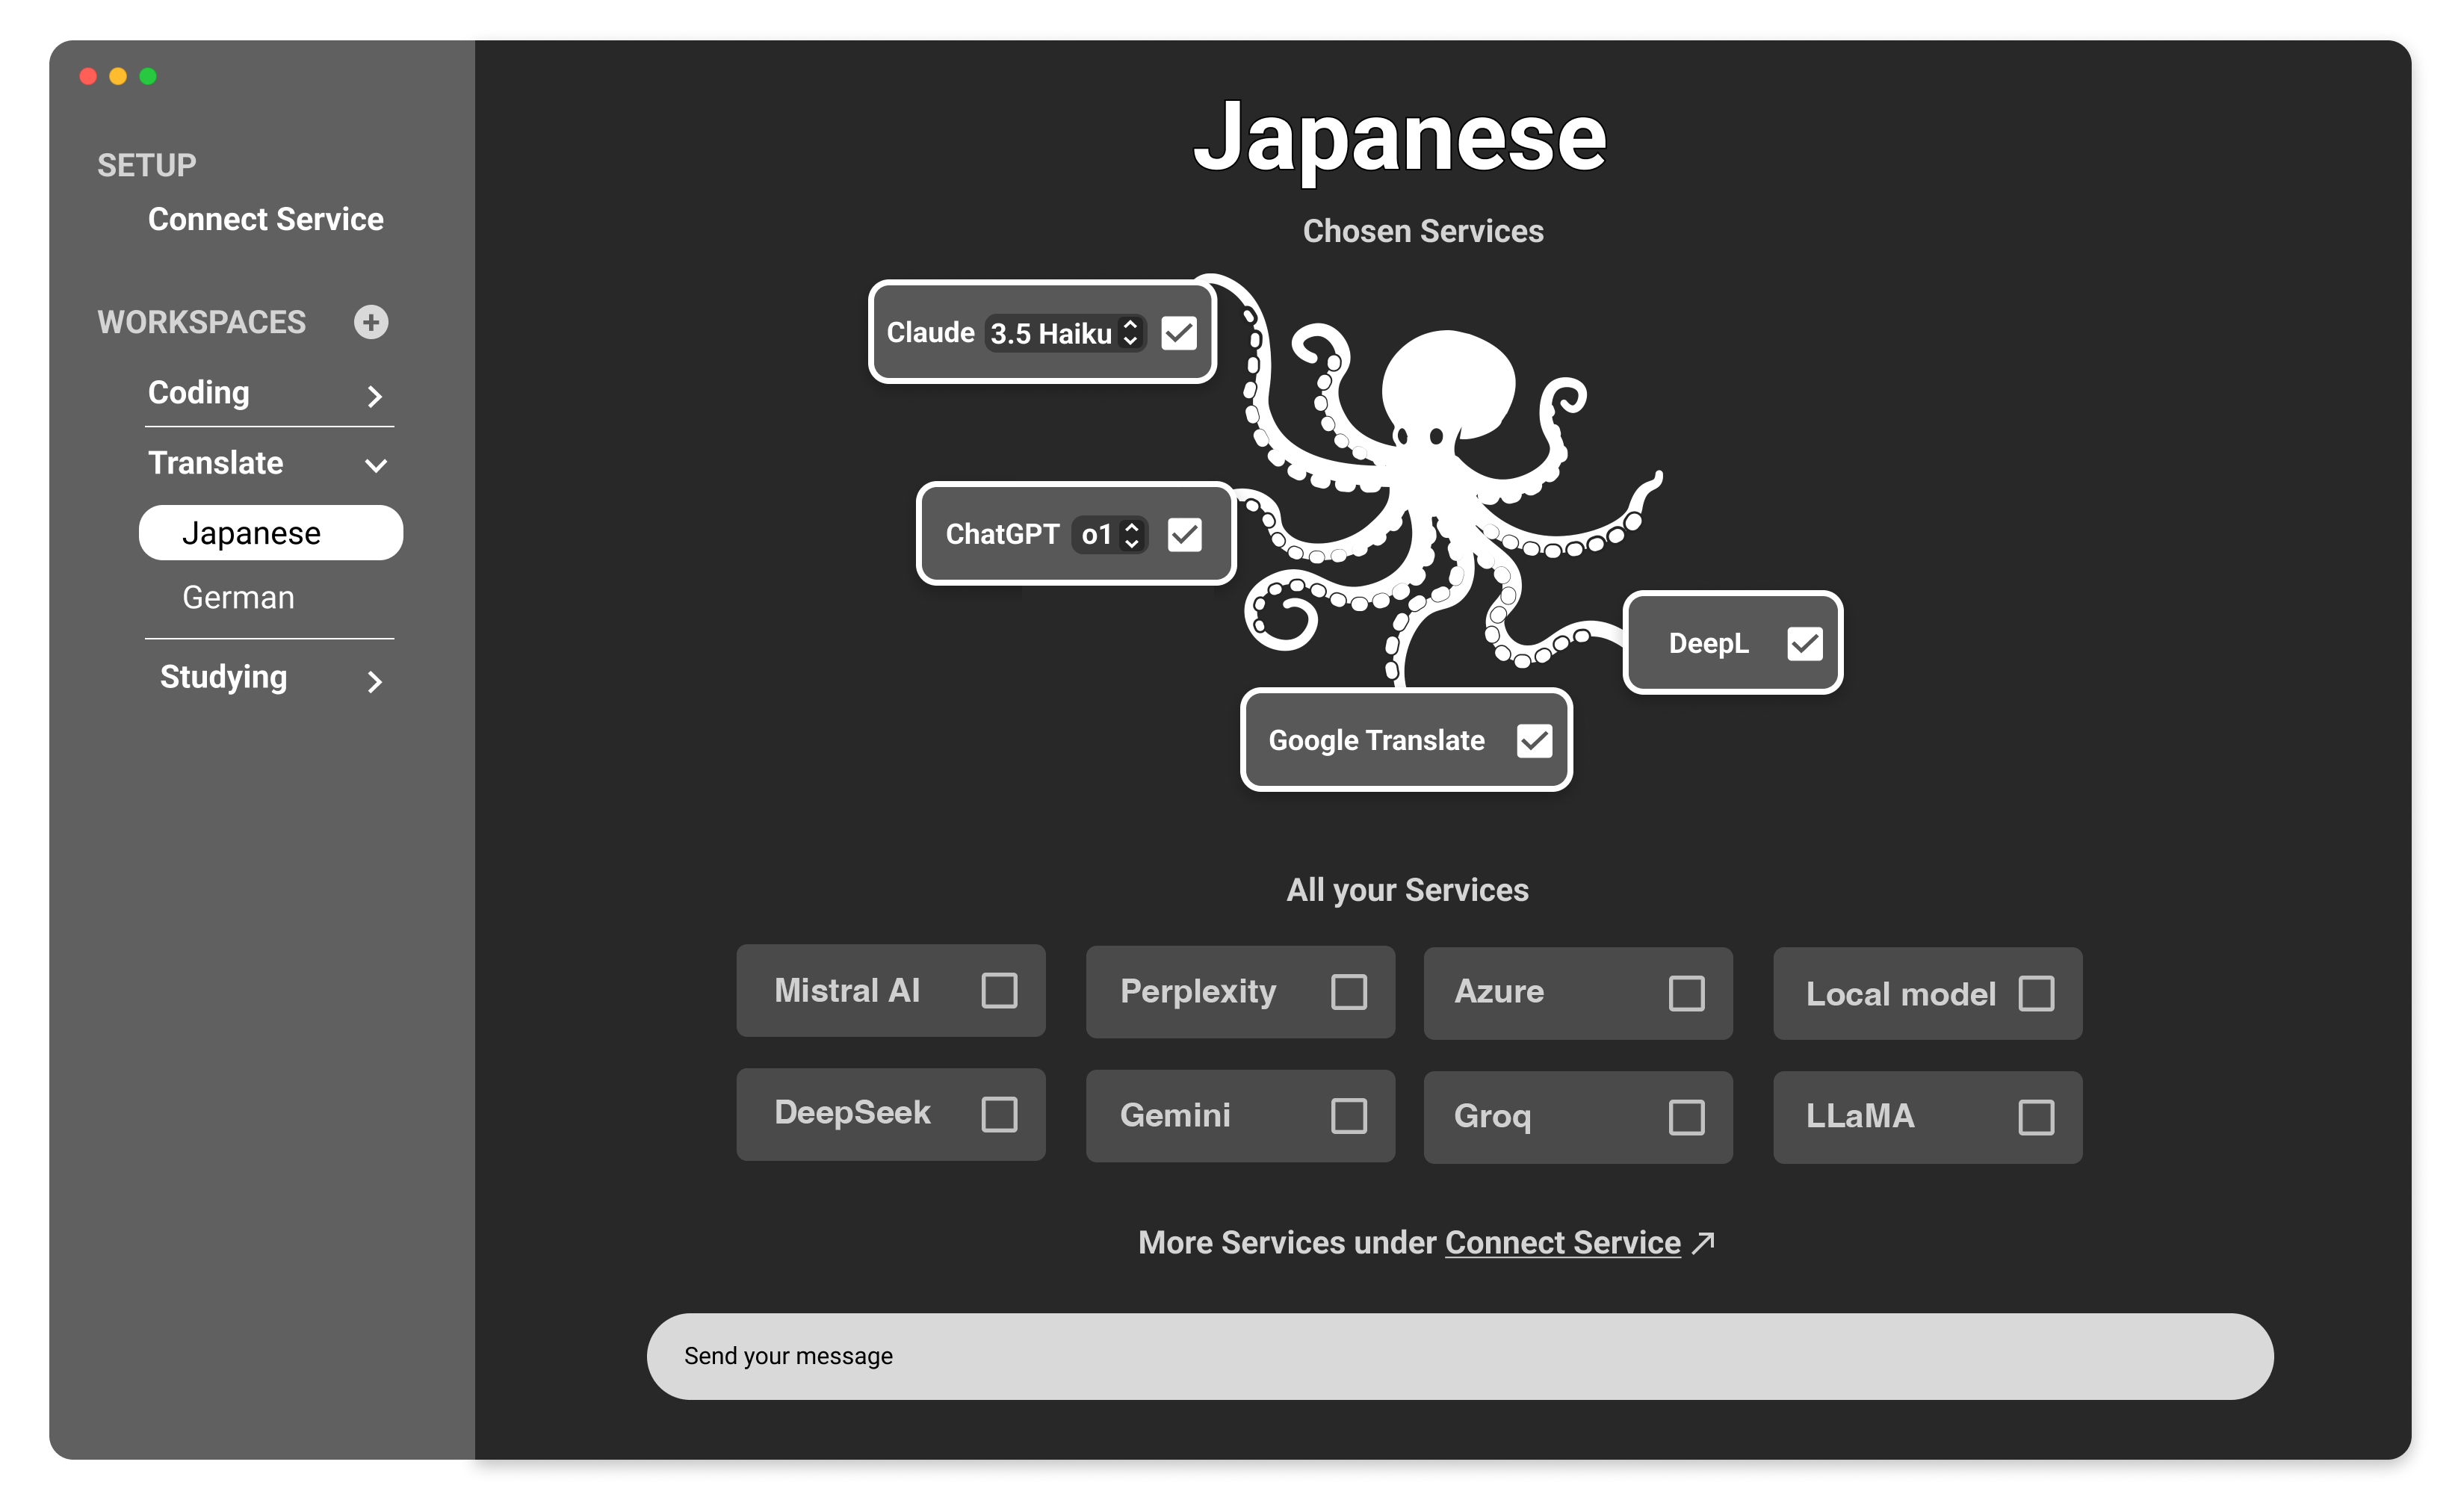 SETUP
Connect Service
WORKSPACES
Coding
Translate
Japanese
German
Studying
Japanese
Chosen Services
Claude 3.5 Haiku
ChatGPT o1
DeepL
Google Translate
All your Services
Mistral AI
Perplexity
Azure
Local model
DeepSeek
Gemini
Groq
LLaMA
More Services under Connect Service
Send your message